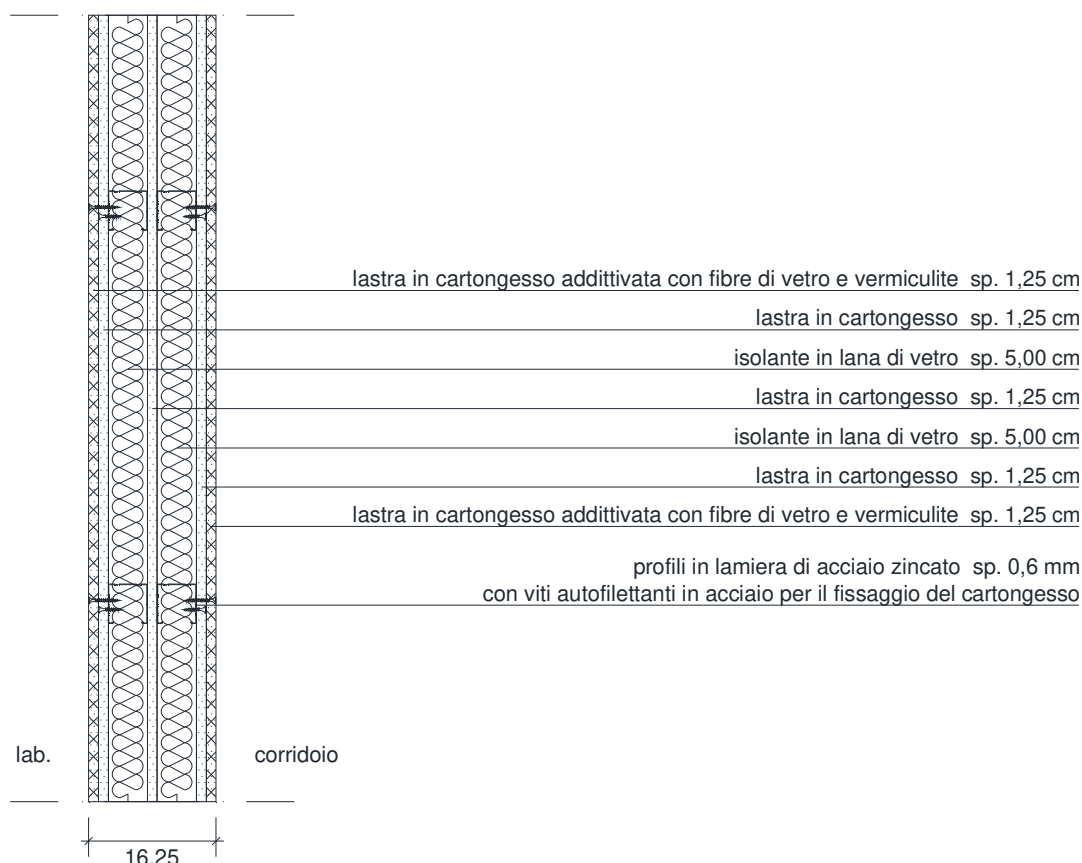 lastra in cartongesso addittivata con fibre di vetro e vermiculite sp. 1,25 cm
lastra in cartongesso sp. 1,25 cm
isolante in lana di vetro sp. 5,00 cm
lastra in cartongesso sp. 1,25 cm
isolante in lana di vetro sp. 5,00 cm
lastra in cartongesso sp. 1,25 cm
lastra in cartongesso addittivata con fibre di vetro e vermiculite sp. 1,25 cm
profili in lamiera di acciaio zincato sp. 0,6 mm
con viti autofilettanti in acciaio per il fissaggio del cartongesso
lab.
corridoio
16,25